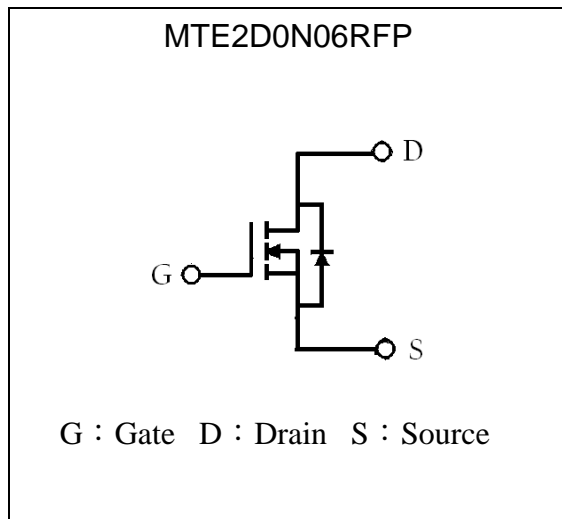 MTE2D0N06RFP
D
G
S
G：Gate D：Drain S：Source